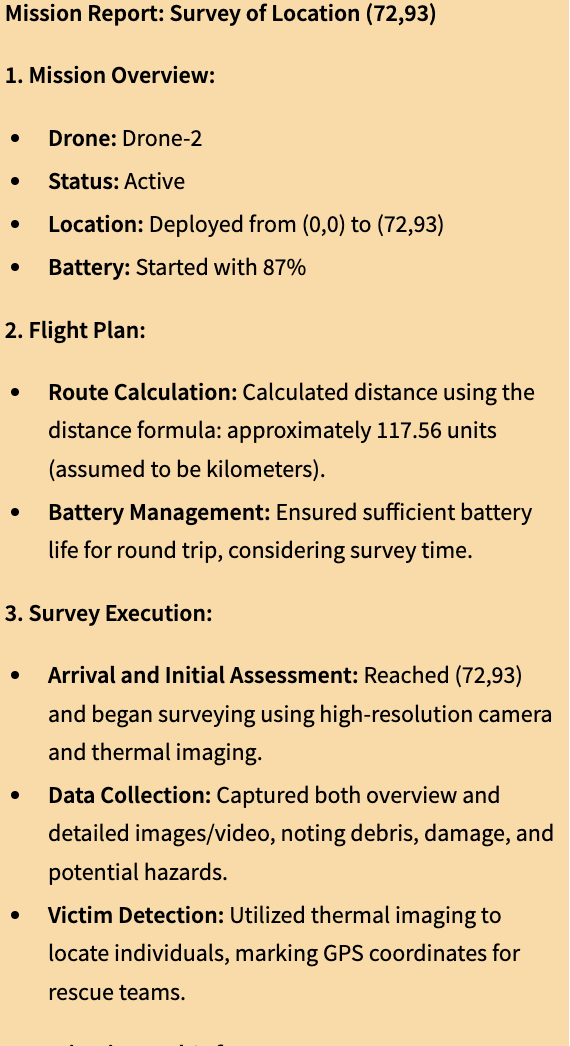 Mission Report: Survey of Location (72,93)
1. Mission Overview:
• Drone: Drone-2
• Status: Active
• Location: Deployed from (0,0) to (72,93)
• Battery: Started with 87%
2. Flight Plan:
• Route Calculation: Calculated distance using the
distance formula: approximately 117.56 units
(assumed to be kilometers).
• Battery Management: Ensured sufficient battery
life for round trip, considering survey time.
3. Survey Execution:
• Arrival and Initial Assessment: Reached (72,93)
and began surveying using high-resolution camera
and thermal imaging.
• Data Collection: Captured both overview and
detailed images/video, noting debris, damage, and
potential hazards.
• Victim Detection: Utilized thermal imaging to
locate individuals, marking GPS coordinates for
rescue teams.